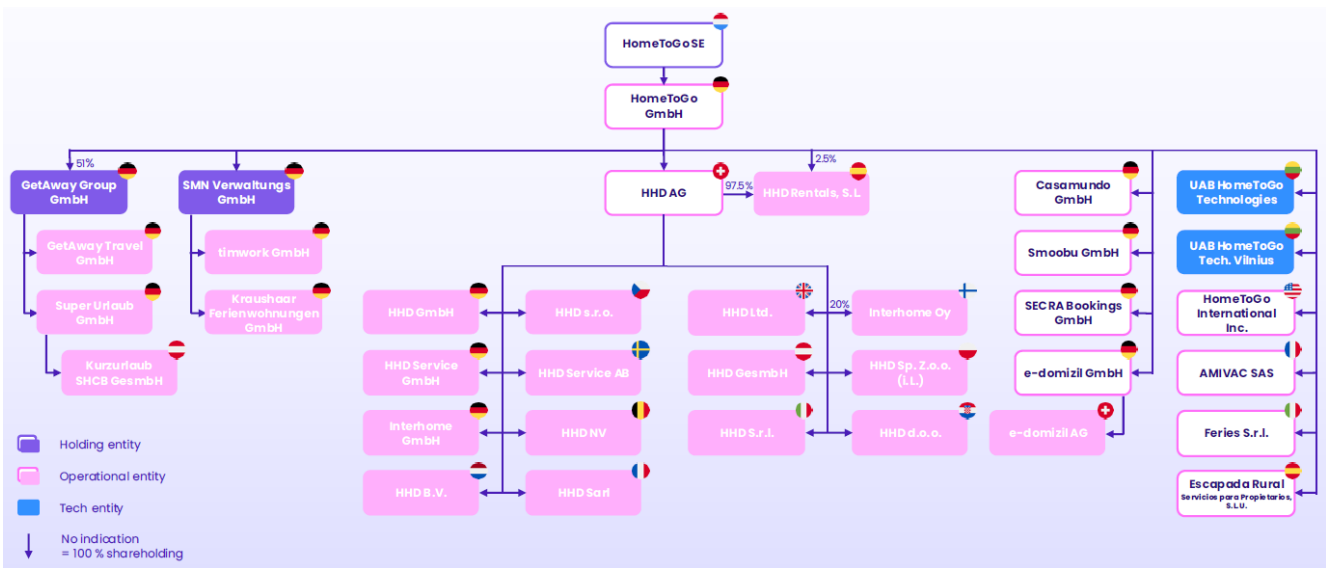 HomeToGo SE
HomeToGo
GmbH
51%
2.5%
GetAway Group
GmbH
SMN Verwaltungs
GmbH
HHD AG
97.5%
HHD Rentals, S.L.
Casamundo
GmbH
UAB HomeToGo
Technologies
GetAway Travel
GmbH
timwork GmbH
Smoobu GmbH
UAB HomeToGo
Tech. Vilnius
Super Urlaub
GmbH
Kraushaar
Ferienwohnungen
GmbH
HHD GmbH
HHD s.r.o.
HHD Ltd.
20%
Interhome Oy
SECRA Bookings
GmbH
HomeToGo
International
Inc.
Kurzurlaub
SHCB GesmbH
HHD Service
GmbH
HHD Service AB
HHD GesmbH
HHD Sp. Z.o.o.
(I.L.)
e-domizil GmbH
AMIVAC SAS
Interhome
GmbH
HHD NV
HHD S.r.l.
HHD d.o.o.
e-domizil AG
Feries S.r.l.
HHD B.V.
HHD Sarl
Escapada Rural
Servicios para Propietarios,
S.L.U.
Holding entity
Operational entity
Tech entity
No indication
= 100 % shareholding